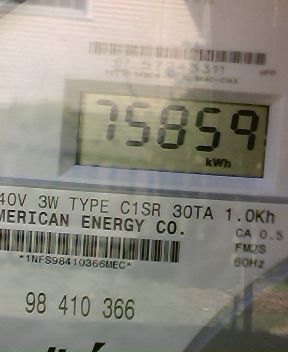 75859
kWh
40V 3W TYPE C1SR 30TA 1.0Kh
MERICAN ENERGY CO.
CA 0.5
FM2S
60Hz
*1NFS98410366MEC*
98 410 366